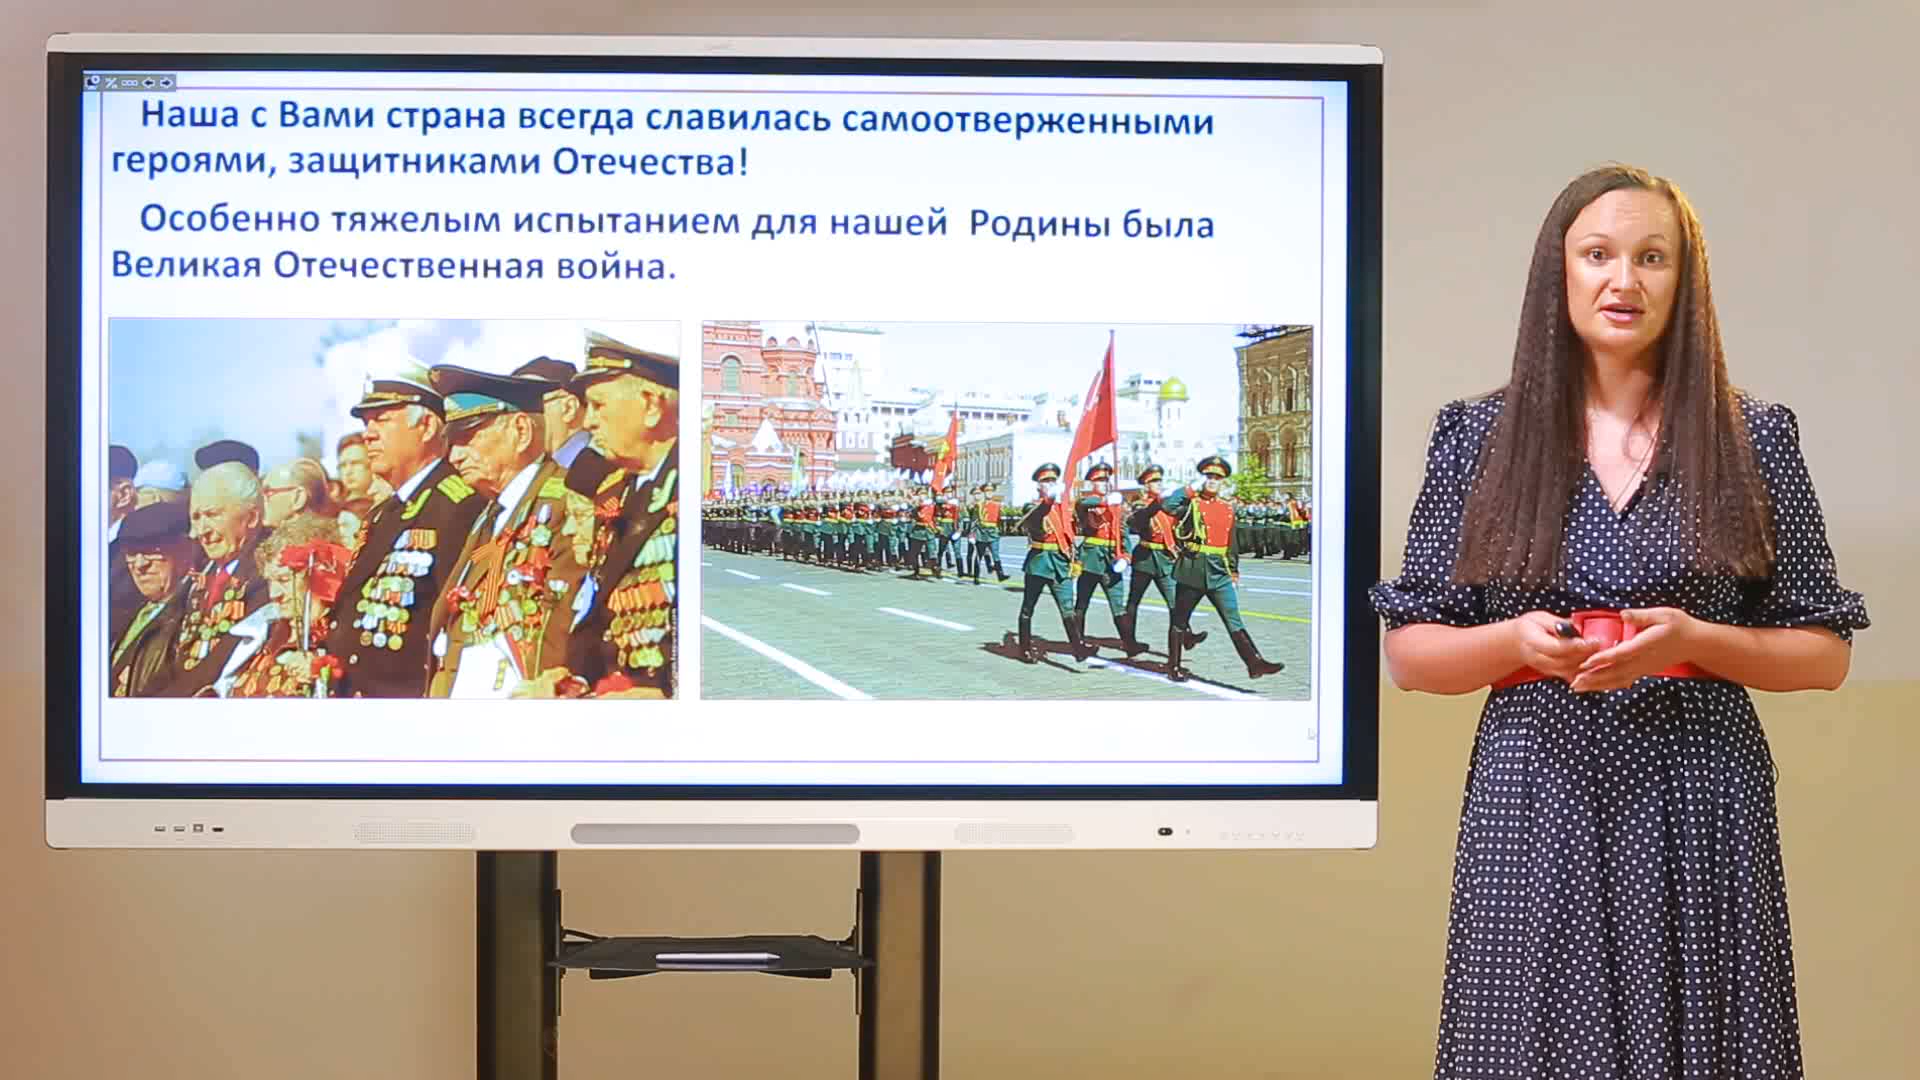 Наша с Вами страна всегда славилась самоотверженными
героями, защитниками Отечества!
Особенно тяжелым испытанием для нашей Родины была
Великая Отечественная война.